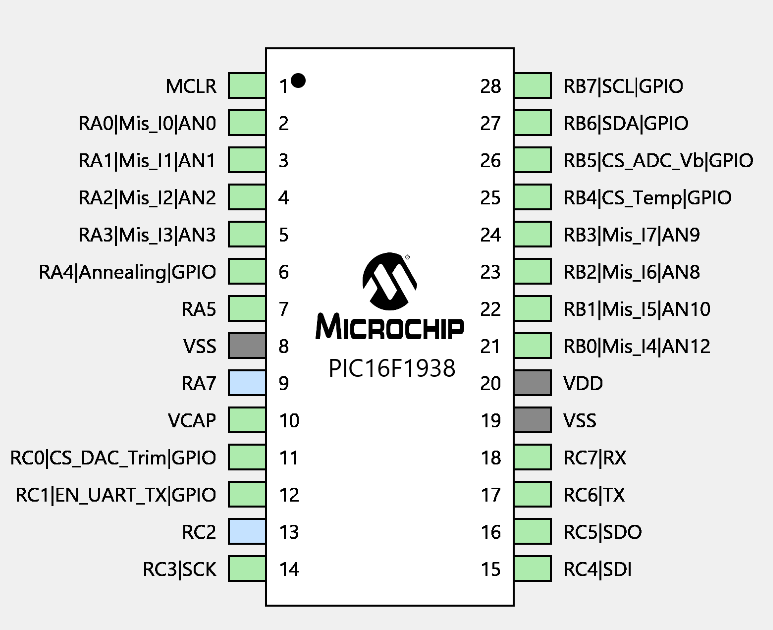 MCLR 1 28 RB7|SCL|GPIO
RA0|Mis_I0|AN0 2 27 RB6|SDA|GPIO
RA1|Mis_I1|AN1 3 26 RB5|CS_ADC_Vb|GPIO
RA2|Mis_I2|AN2 4 25 RB4|CS_Temp|GPIO
RA3|Mis_I3|AN3 5 24 RB3|Mis_I7|AN9
RA4|Annealing|GPIO 6 23 RB2|Mis_I6|AN8
RA5 7 22 RB1|Mis_I5|AN10
MICROCHIP
VSS 8 21 RB0|Mis_I4|AN12
PIC16F1938
RA7 9 20 VDD
VCAP 10 19 VSS
RC0|CS_DAC_Trim|GPIO 11 18 RC7|RX
RC1|EN_UART_TX|GPIO 12 17 RC6|TX
RC2 13 16 RC5|SDO
RC3|SCK 14 15 RC4|SDI